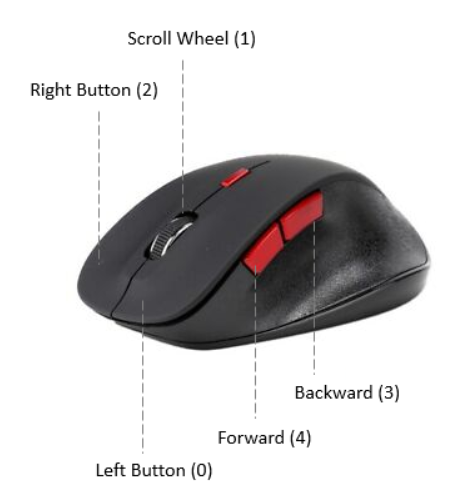 Scroll Wheel (1)
Right Button (2)
Backward (3)
Forward (4)
Left Button (0)